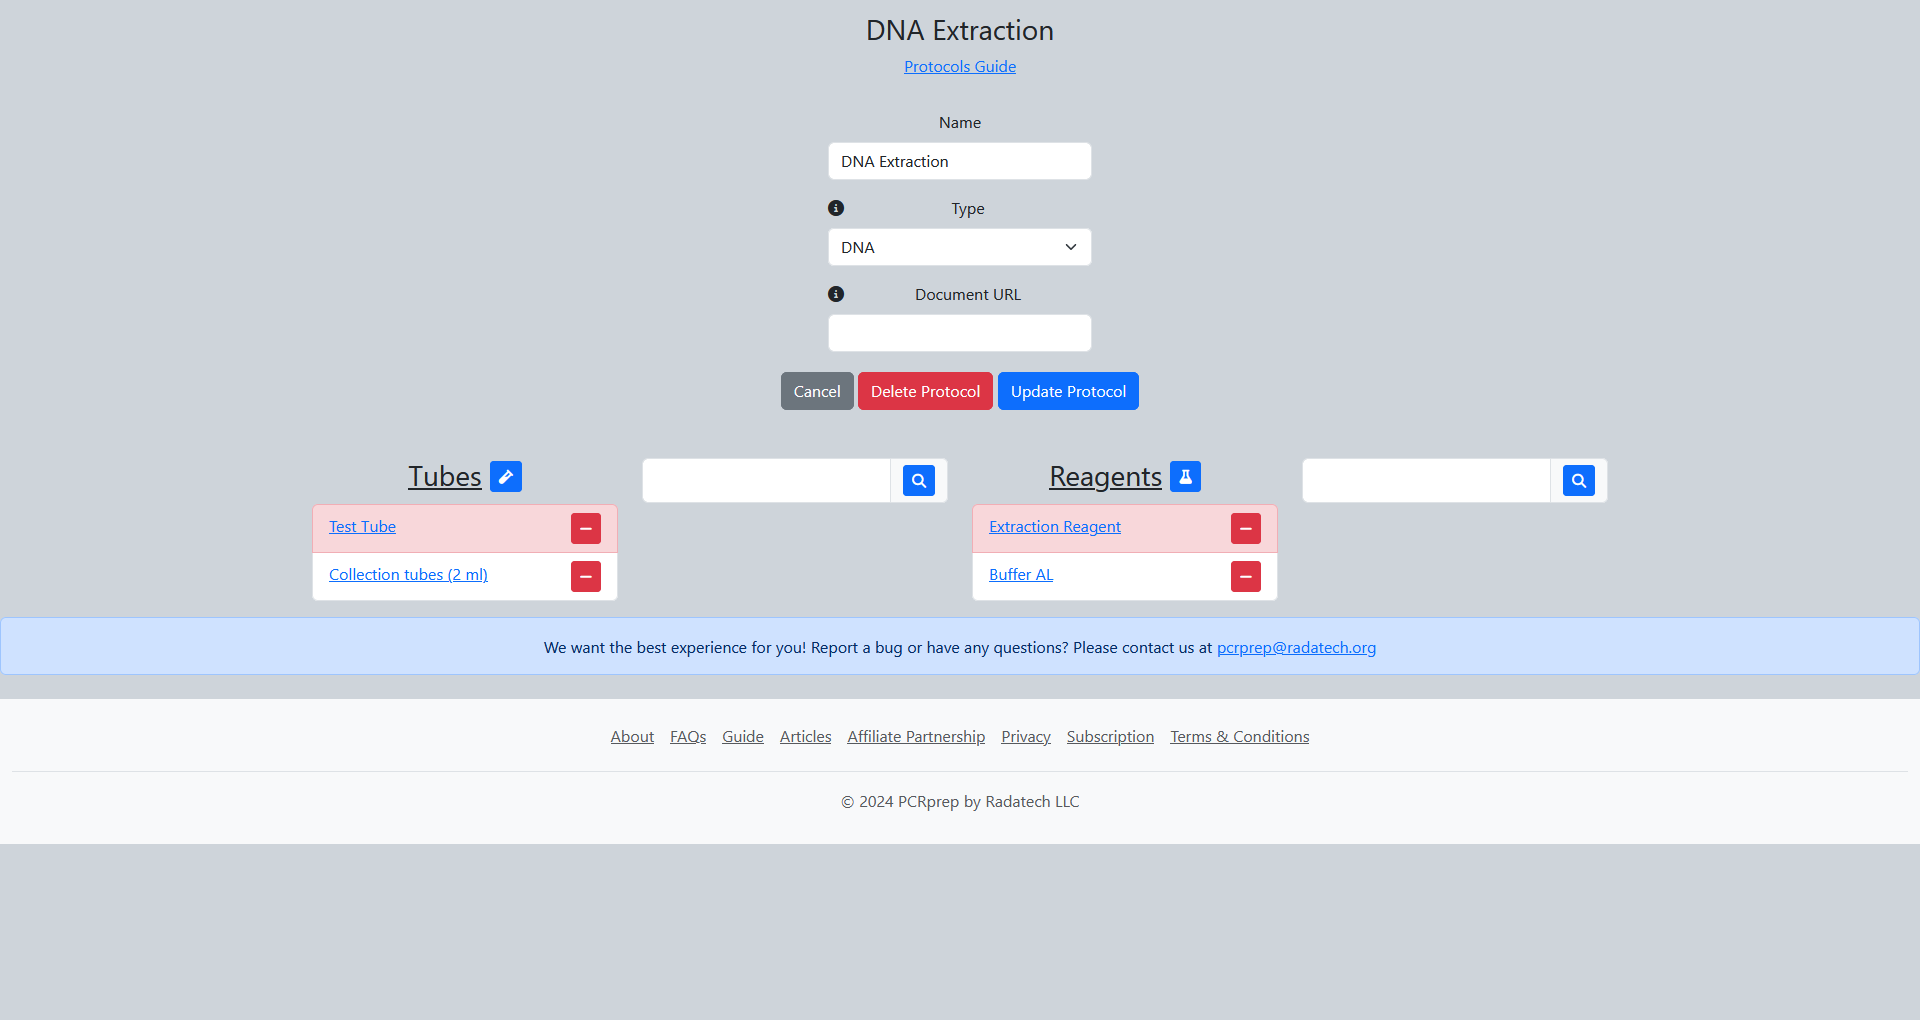 DNA Extraction
Protocols Guide
Name
DNA Extraction
Type
DNA
Document URL
Cancel Delete Protocol Update Protocol
Tubes
Test Tube
Collection tubes (2 ml)
Reagents
Extraction Reagent
Buffer AL
We want the best experience for you! Report a bug or have any questions? Please contact us at pcrprep@radatech.org
About FAQs Guide Articles Affiliate Partnership Privacy Subscription Terms & Conditions
© 2024 PCRprep by Radatech LLC